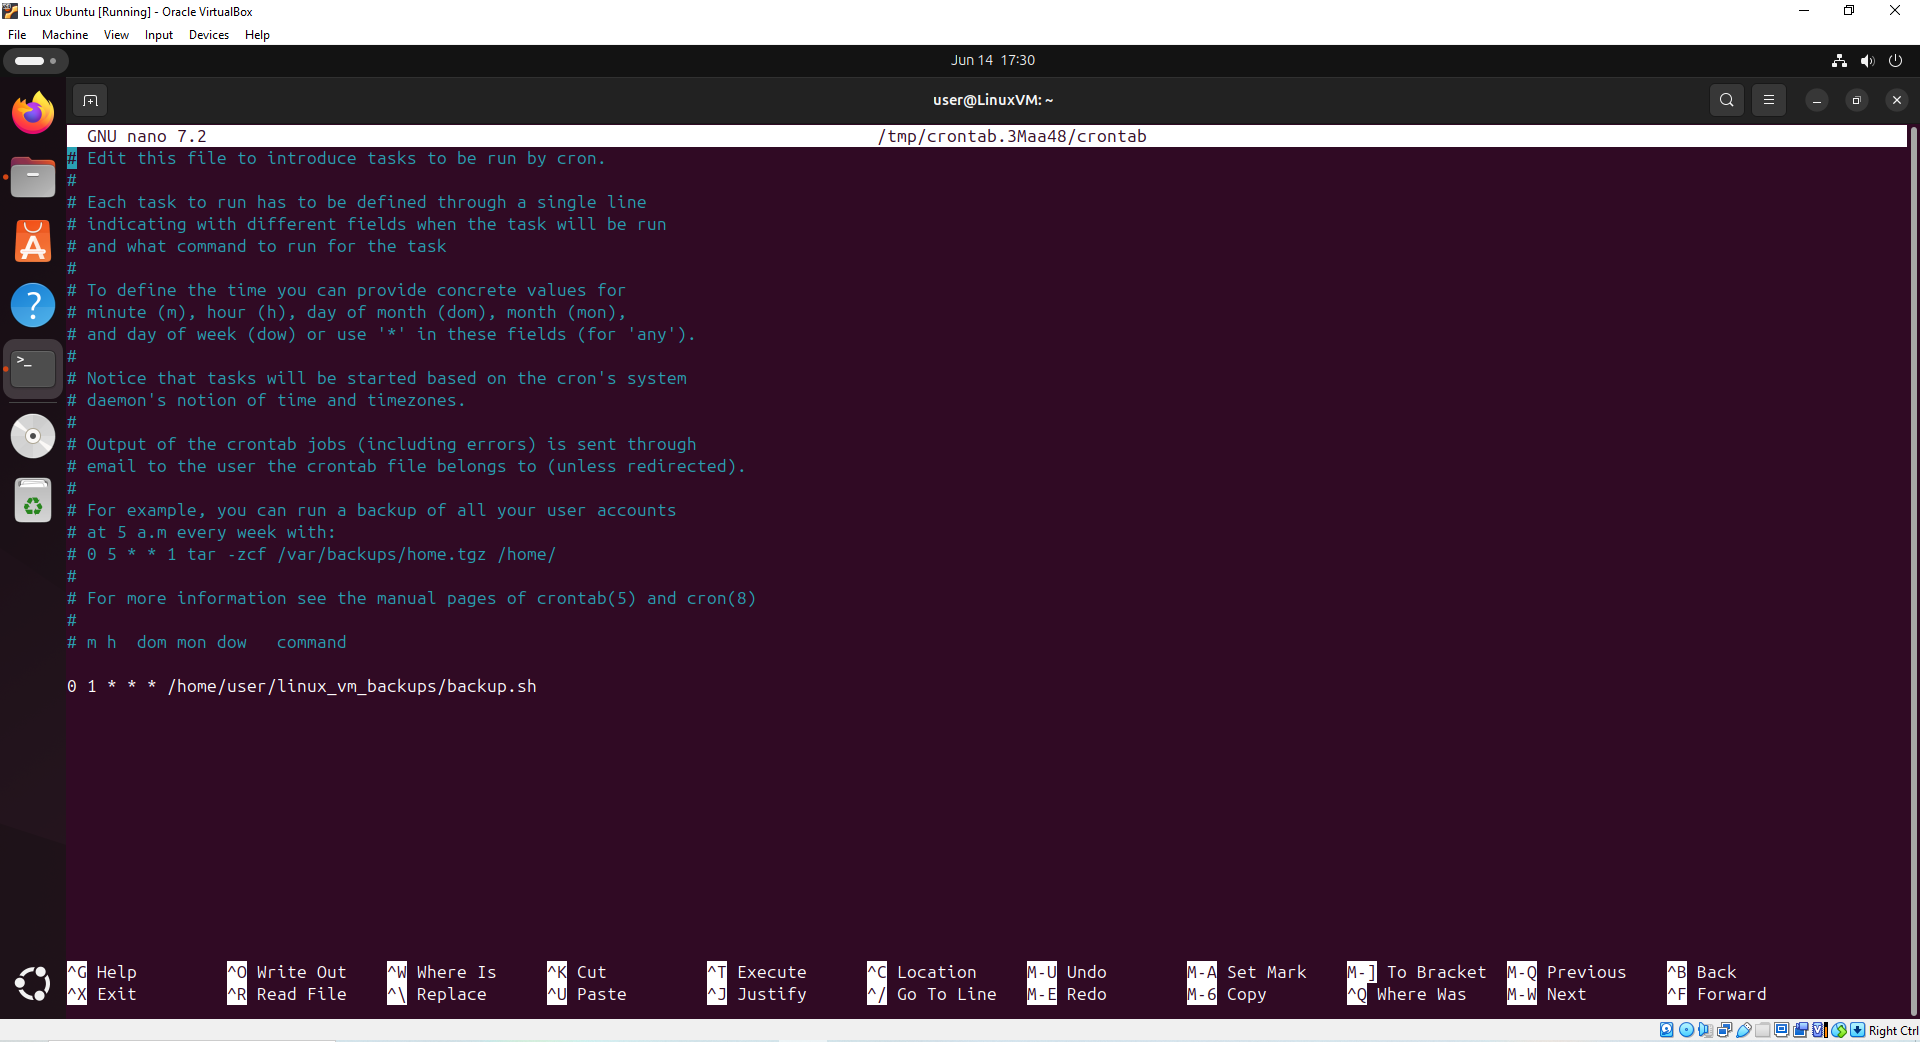 Linux Ubuntu [Running] - Oracle VirtualBox
File Machine View Input Devices Help
Jun 14 17:30
user@LinuxVM: ~
GNU nano 7.2 /tmp/crontab.3Maa48/crontab
# Edit this file to introduce tasks to be run by cron.
#
# Each task to run has to be defined through a single line
# indicating with different fields when the task will be run
# and what command to run for the task
#
# To define the time you can provide concrete values for
# minute (m), hour (h), day of month (dom), month (mon),
# and day of week (dow) or use '*' in these fields (for 'any').
#
# Notice that tasks will be started based on the cron's system
# daemon's notion of time and timezones.
#
# Output of the crontab jobs (including errors) is sent through
# email to the user the crontab file belongs to (unless redirected).
#
# For example, you can run a backup of all your user accounts
# at 5 a.m every week with:
# 0 5 * * 1 tar -zcf /var/backups/home.tgz /home/
#
# For more information see the manual pages of crontab(5) and cron(8)
#
# m h  dom mon dow   command
0 1 * * * /home/user/linux_vm_backups/backup.sh
^G Help ^O Write Out ^W Where Is ^K Cut ^T Execute ^C Location M-U Undo M-A Set Mark M-] To Bracket M-Q Previous ^B Back
^X Exit ^R Read File ^\ Replace ^U Paste ^J Justify ^/ Go To Line M-E Redo M-6 Copy ^Q Where Was M-W Next ^F Forward
Right Ctrl